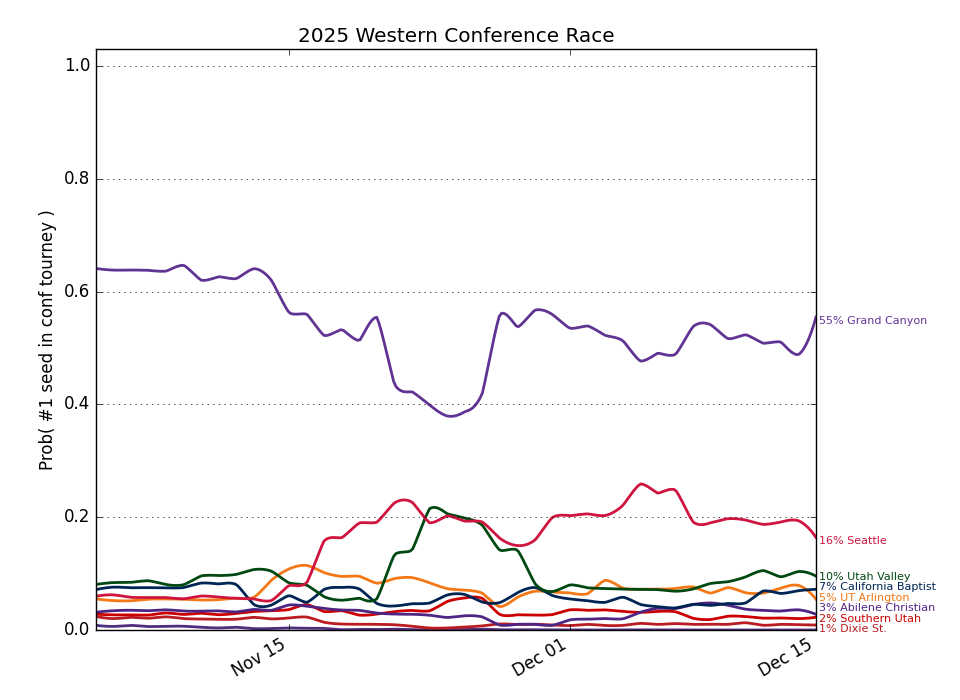 2025 Western Conference Race
Prob( #1 seed in conf tourney )
1.0
0.8
0.6
0.4
0.2
0.0
55% Grand Canyon
16% Seattle
10% Utah Valley
7% California Baptist
5% UT Arlington
3% Abilene Christian
2% Southern Utah
1% Dixie St.
Nov 15
Dec 01
Dec 15